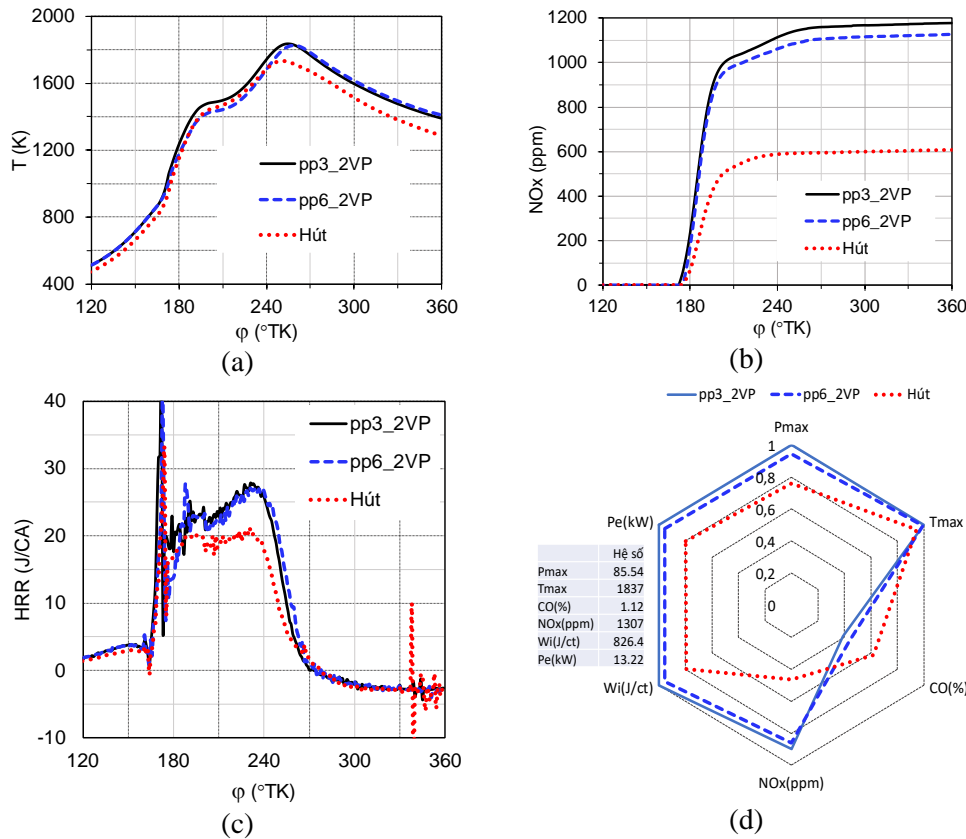 (a)
T (K)
2000
1600
1200
800
400
pp3_2VP
pp6_2VP
Hút
120 180 240 300 360
φ (°TK)
(b)
NOx (ppm)
1200
1000
800
600
400
200
0
pp3_2VP
pp6_2VP
Hút
120 180 240 300 360
φ (°TK)
(c)
HRR (J/CA)
40
30
20
10
0
-10
pp3_2VP
pp6_2VP
Hút
120 180 240 300 360
φ (°TK)
pp3_2VP pp6_2VP Hút
Pmax
1
0,8
0,6
0,4
0,2
0
Tmax
CO(%)
NOx(ppm)
Wi(J/ct)
Pe(kW)
Hệ số
Pmax 85.54
Tmax 1837
CO(%) 1.12
NOx(ppm) 1307
Wi(J/ct) 826.4
Pe(kW) 13.22
(d)